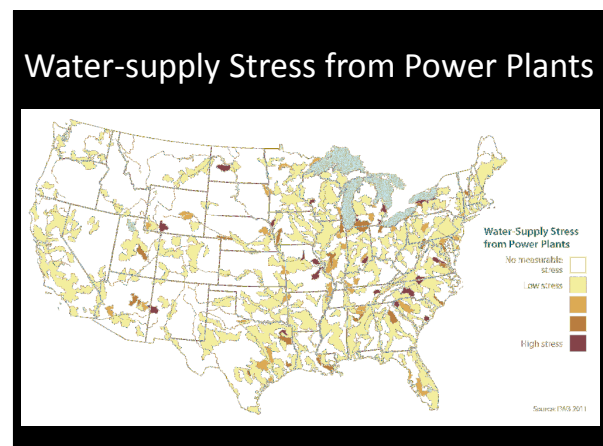 Water-supply Stress from Power Plants
Water-Supply Stress
from Power Plants
No measurable
stress
Low stress
High stress
Source: EW3 2011